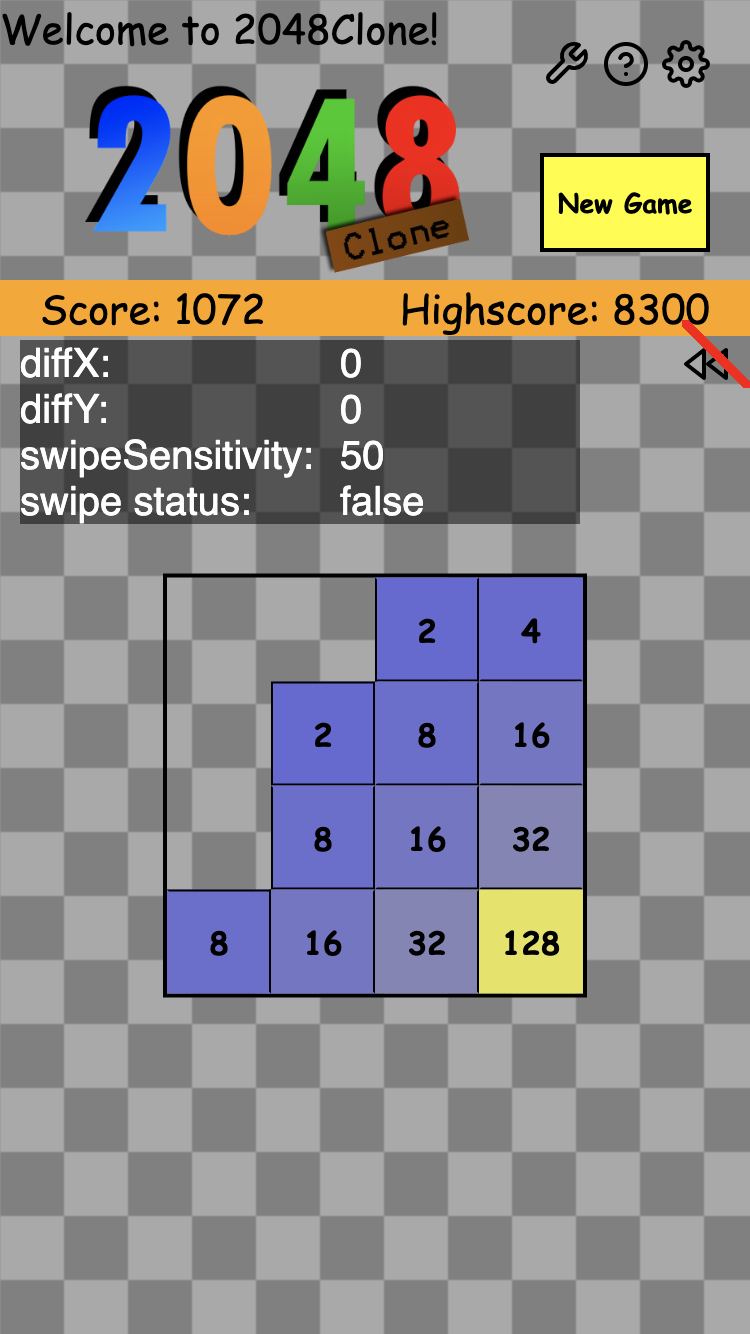 Welcome to 2048Clone!
2048
Clone
New Game
Score: 1072 Highscore: 8300
diffX: 0
diffY: 0
swipeSensitivity: 50
swipe status: false
2 4
2 8 16
8 16 32
8 16 32 128